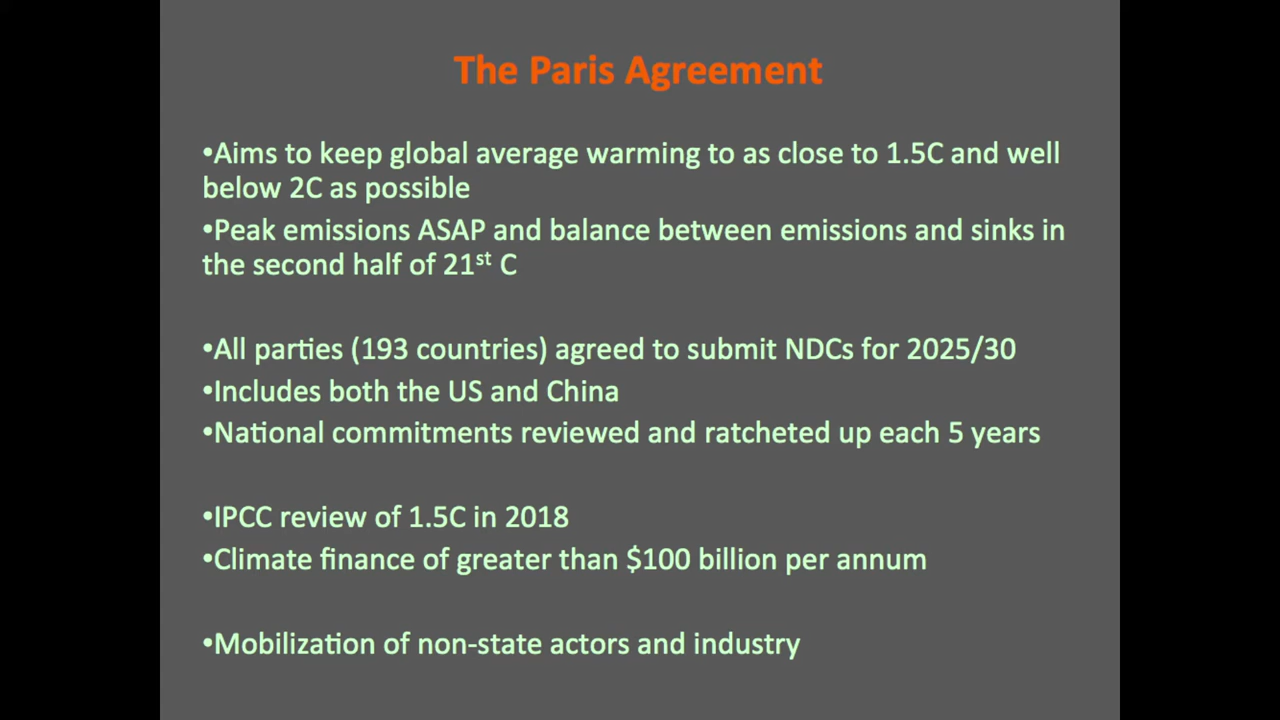 The Paris Agreement
•Aims to keep global average warming to as close to 1.5C and well
below 2C as possible
•Peak emissions ASAP and balance between emissions and sinks in
the second half of 21st C
•All parties (193 countries) agreed to submit NDCs for 2025/30
•Includes both the US and China
•National commitments reviewed and ratcheted up each 5 years
•IPCC review of 1.5C in 2018
•Climate finance of greater than $100 billion per annum
•Mobilization of non-state actors and industry